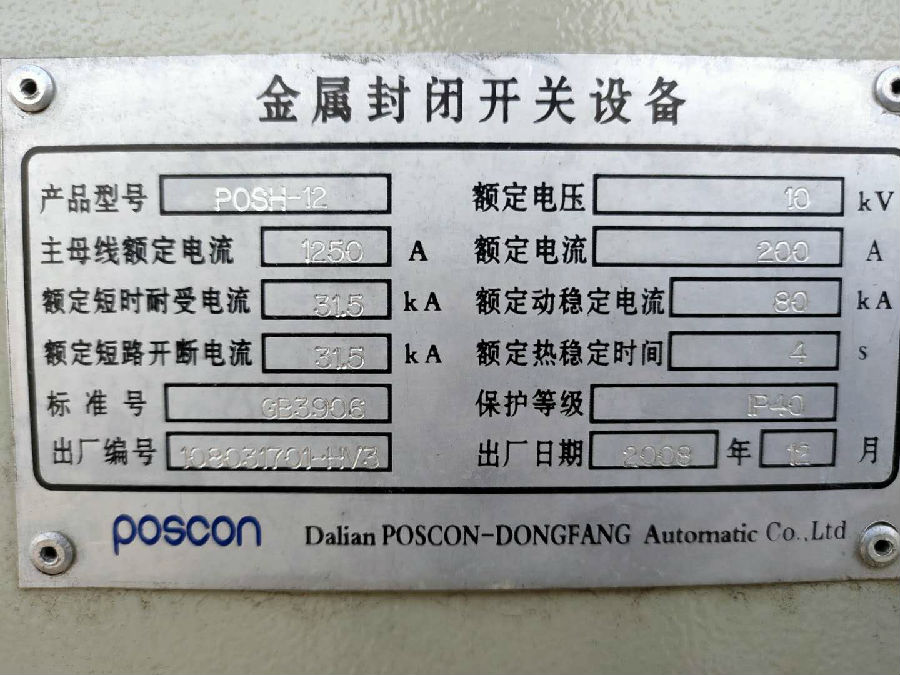 金属封闭开关设备
产品型号 POSH-12 额定电压 10 kV
主母线额定电流 1250 A 额定电流 200 A
额定短时耐受电流 31.5 kA 额定动稳定电流 80 kA
额定短路开断电流 31.5 kA 额定热稳定时间 4 s
标准号 GB3906 保护等级 IP40
出厂编号 108031701-HV3 出厂日期 2008 年 12 月
poscon Dalian POSCON-DONGFANG Automatic Co.,Ltd